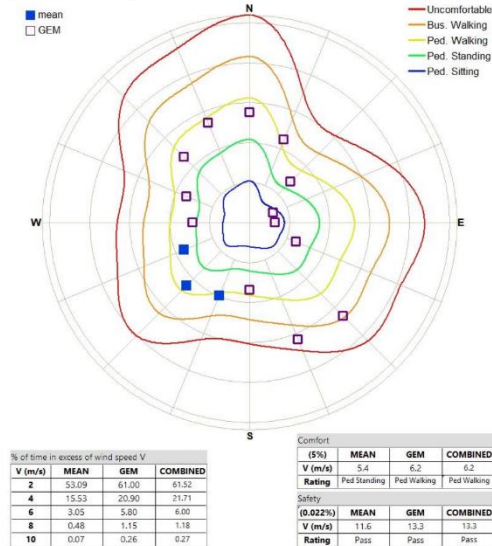 mean
GEM
N
Uncomfortable
Bus. Walking
Ped. Walking
Ped. Standing
Ped. Sitting
W
E
S
% of time in excess of wind speed V
V (m/s) MEAN GEM COMBINED
2 53.09 61.00 61.52
4 15.53 20.90 21.71
6 3.05 5.80 6.00
8 0.48 1.15 1.18
10 0.07 0.26 0.27
Comfort
(5%) MEAN GEM COMBINED
V (m/s) 5.4 6.2 6.2
Rating Ped Standing Ped Walking Ped Walking
Safety
(0.022%) MEAN GEM COMBINED
V (m/s) 11.6 13.3 13.3
Rating Pass Pass Pass